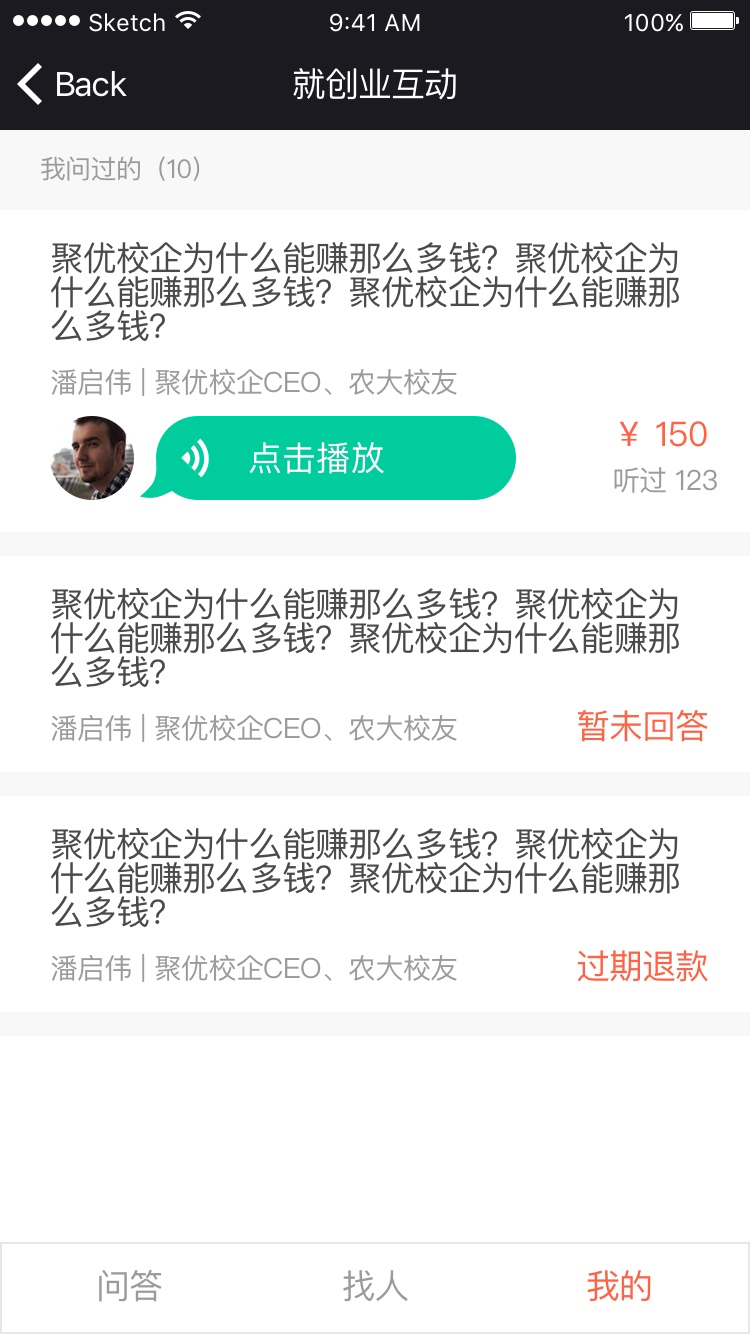 Sketch 9:41 AM 100%
Back 就创业互动
我问过的（10）
聚优校企为什么能赚那么多钱？聚优校企为
什么能赚那么多钱？聚优校企为什么能赚那
么多钱？
潘启伟 | 聚优校企CEO、农大校友
点击播放
¥ 150
听过 123
聚优校企为什么能赚那么多钱？聚优校企为
什么能赚那么多钱？聚优校企为什么能赚那
么多钱？
潘启伟 | 聚优校企CEO、农大校友 暂未回答
聚优校企为什么能赚那么多钱？聚优校企为
什么能赚那么多钱？聚优校企为什么能赚那
么多钱？
潘启伟 | 聚优校企CEO、农大校友 过期退款
问答 找人 我的